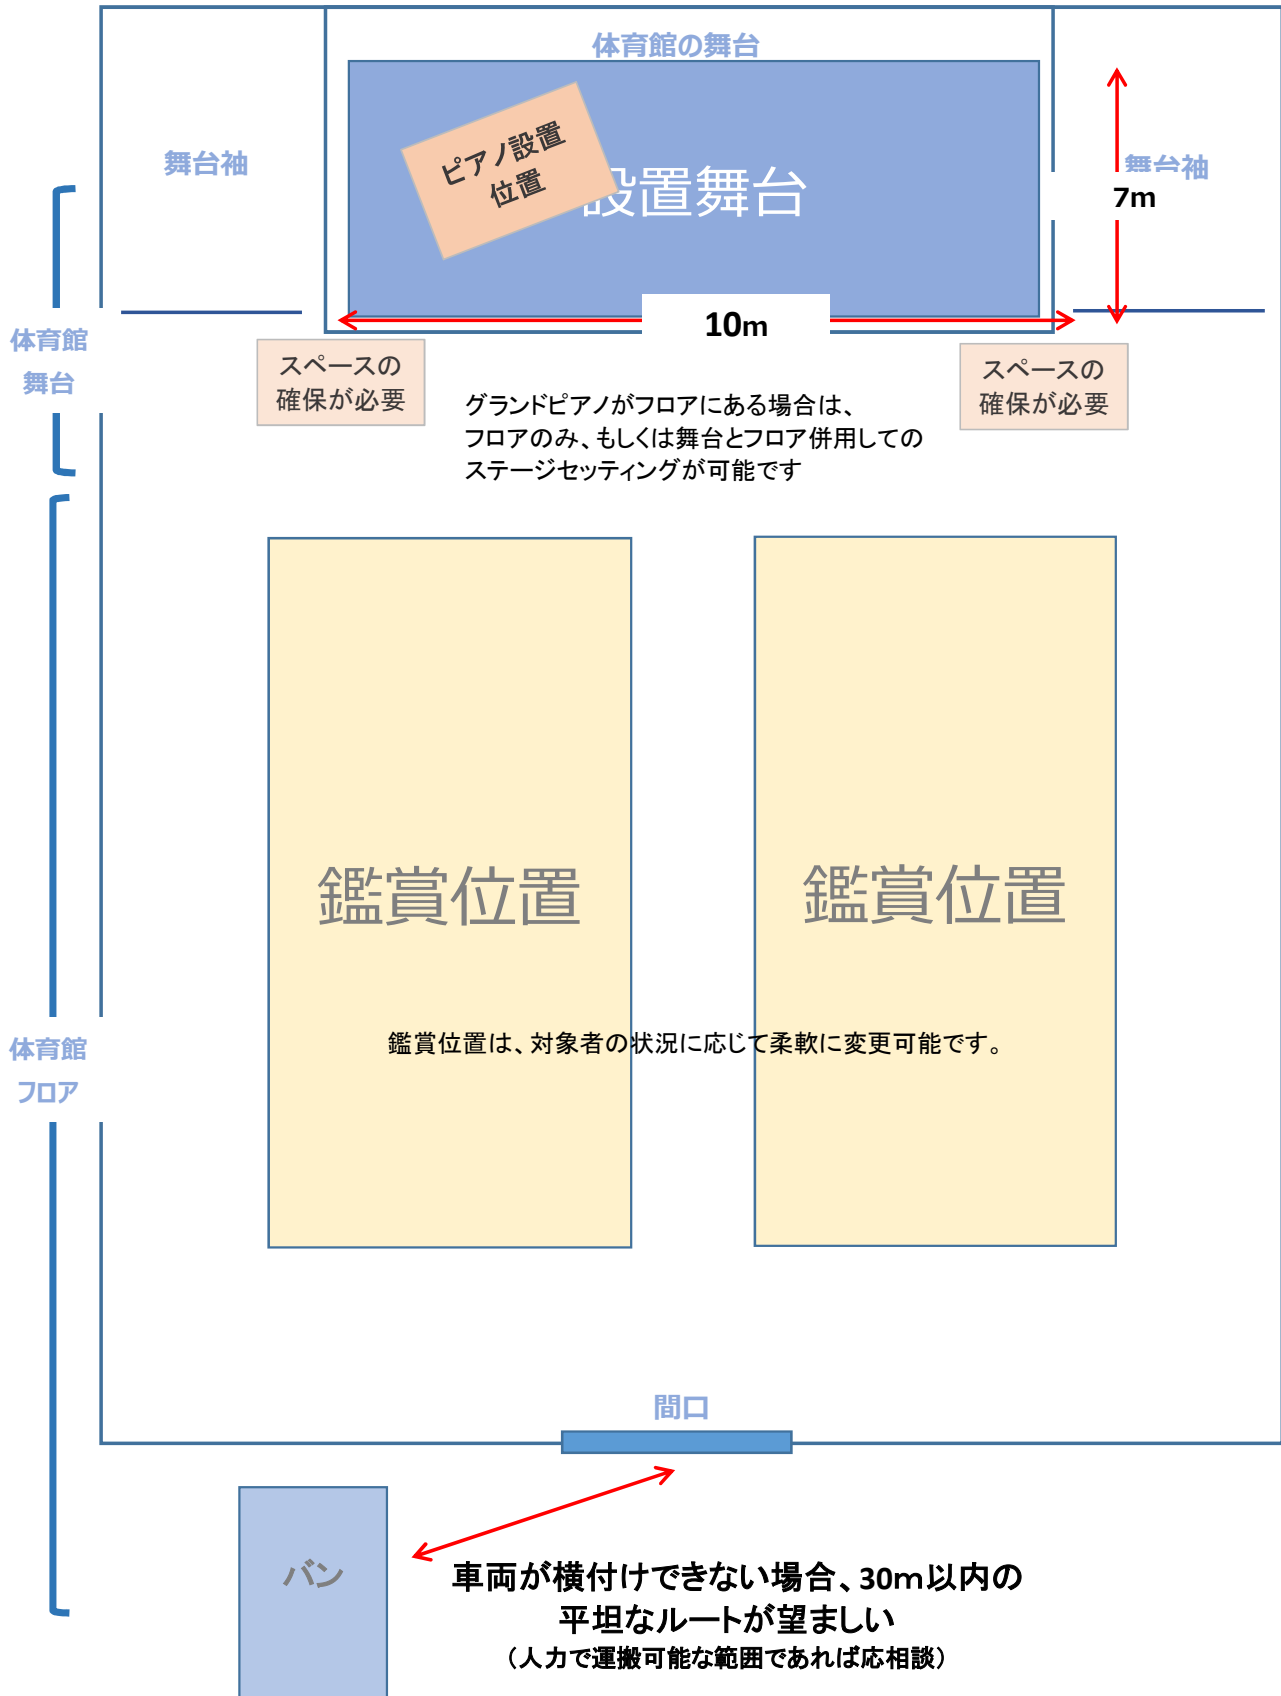 体育館の舞台
ピアノ設置
位置
設置舞台
舞台袖
舞台袖
7m
10m
体育館
舞台
スペースの
確保が必要
スペースの
確保が必要
グランドピアノがフロアにある場合は、
フロアのみ、もしくは舞台とフロア併用しての
ステージセッティングが可能です
鑑賞位置
鑑賞位置
鑑賞位置は、対象者の状況に応じて柔軟に変更可能です。
体育館
フロア
間口
バン
車両が横付けできない場合、30m以内の
平坦なルートが望ましい
（人力で運搬可能な範囲であれば応相談）